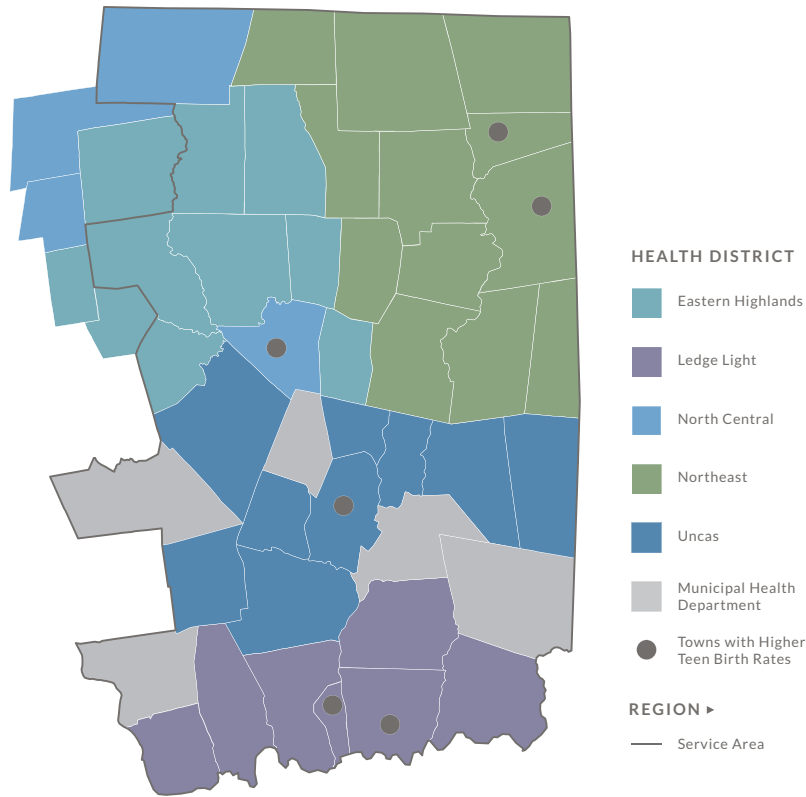 HEALTH DISTRICT
Eastern Highlands
Ledge Light
North Central
Northeast
Uncas
Municipal Health
Department
Towns with Higher
Teen Birth Rates
REGION ▸
Service Area